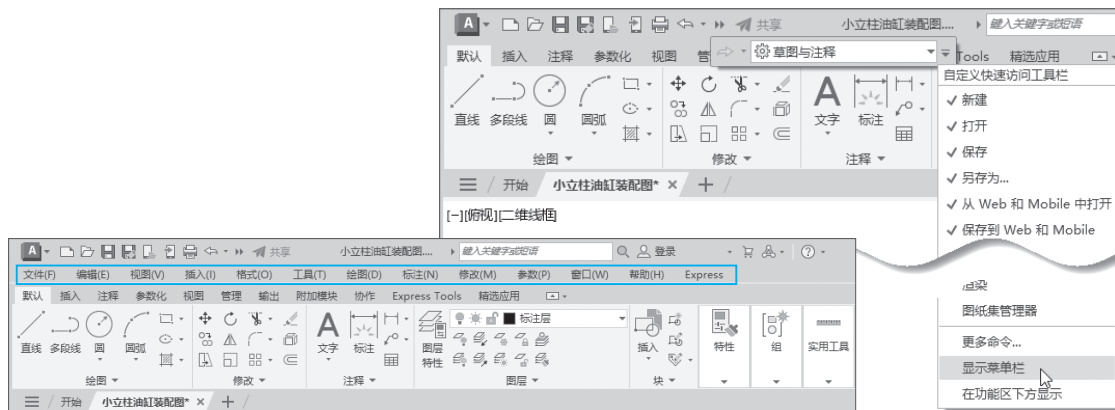 共享 小立柱油缸装配图.... 键入关键字或短语
草图与注释
默认 插入 注释 参数化 视图 管 Tools 精选应用
直线 多段线 圆 圆弧 文字 标注
绘图 修改 注释
开始 小立柱油缸装配图*
[−][俯视][二维线框]
自定义快速访问工具栏
新建
打开
保存
另存为...
从 Web 和 Mobile 中打开
保存到 Web 和 Mobile
图纸集管理器
更多命令...
显示菜单栏
在功能区下方显示
共享 小立柱油缸装配图.... 键入关键字或短语 登录
文件(F) 编辑(E) 视图(V) 插入(I) 格式(O) 工具(T) 绘图(D) 标注(N) 修改(M) 参数(P) 窗口(W) 帮助(H) Express
默认 插入 注释 参数化 视图 管理 输出 附加模块 协作 Express Tools 精选应用
标注层
直线 多段线 圆 圆弧 文字 标注 图层特性 插入 特性 组 实用工具
绘图 修改 注释 图层 块
开始 小立柱油缸装配图*